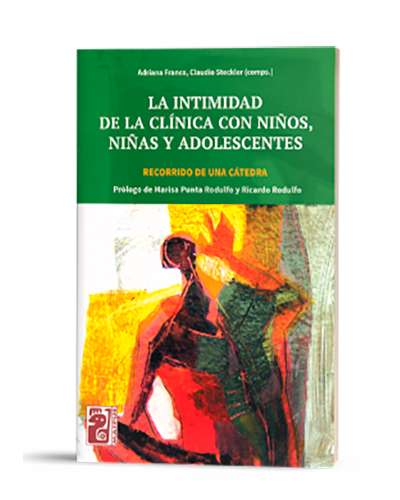 Adriana Franco, Claudio Steckler (comps.)
LA INTIMIDAD
DE LA CLÍNICA CON NIÑOS,
NIÑAS Y ADOLESCENTES
RECORRIDO DE UNA CÁTEDRA
Prólogo de Marisa Punta Rodulfo y Ricardo Rodulfo